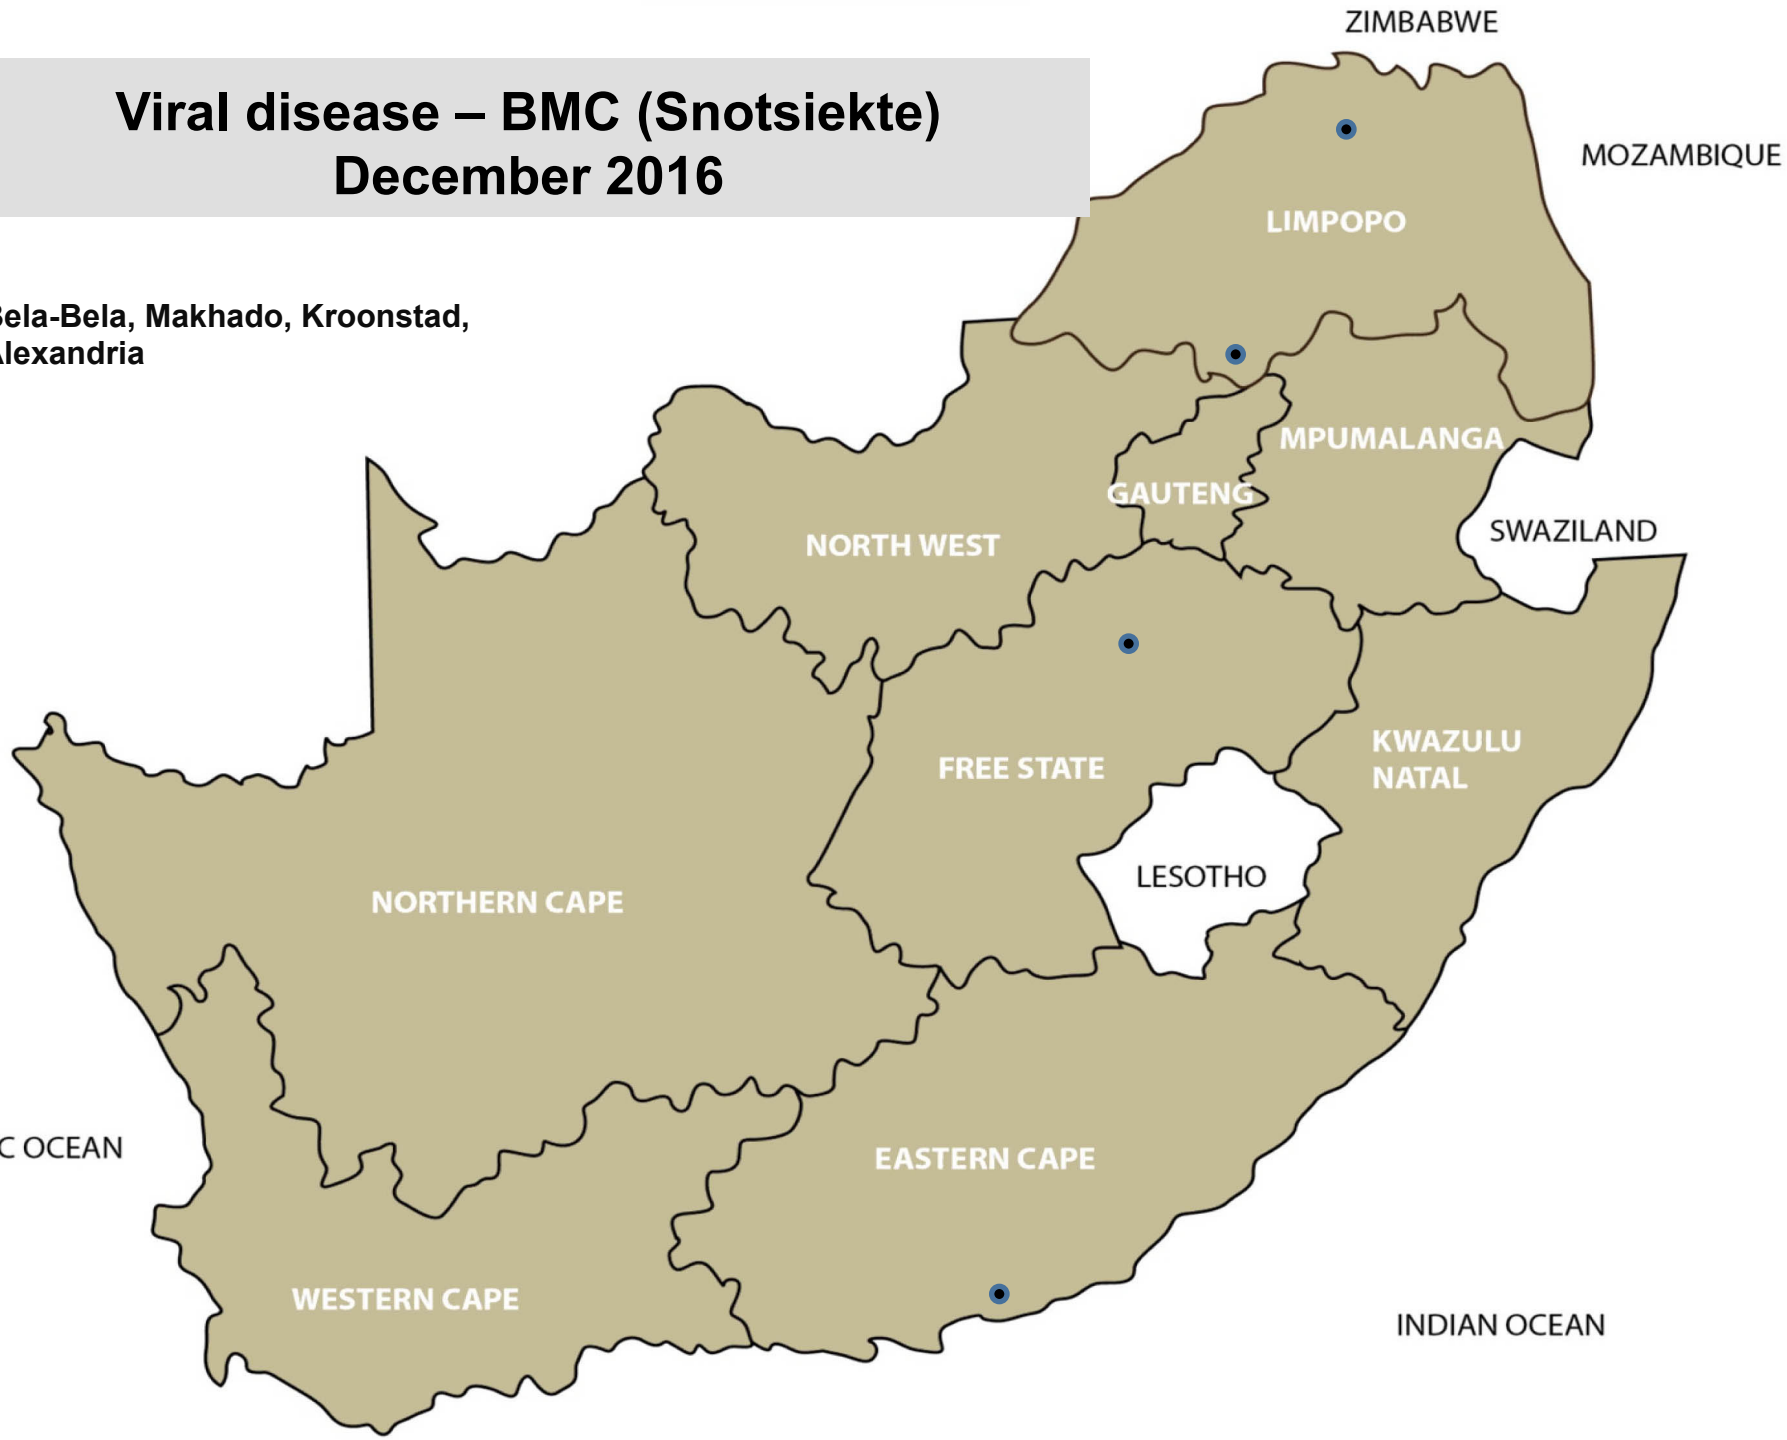 ZIMBABWE
Viral disease – BMC (Snotsiekte)
December 2016
MOZAMBIQUE
LIMPOPO
ela-Bela, Makhado, Kroonstad,
lexandria
MPUMALANGA
GAUTENG
SWAZILAND
NORTH WEST
KWAZULU
NATAL
FREE STATE
LESOTHO
NORTHERN CAPE
C OCEAN
EASTERN CAPE
WESTERN CAPE
INDIAN OCEAN